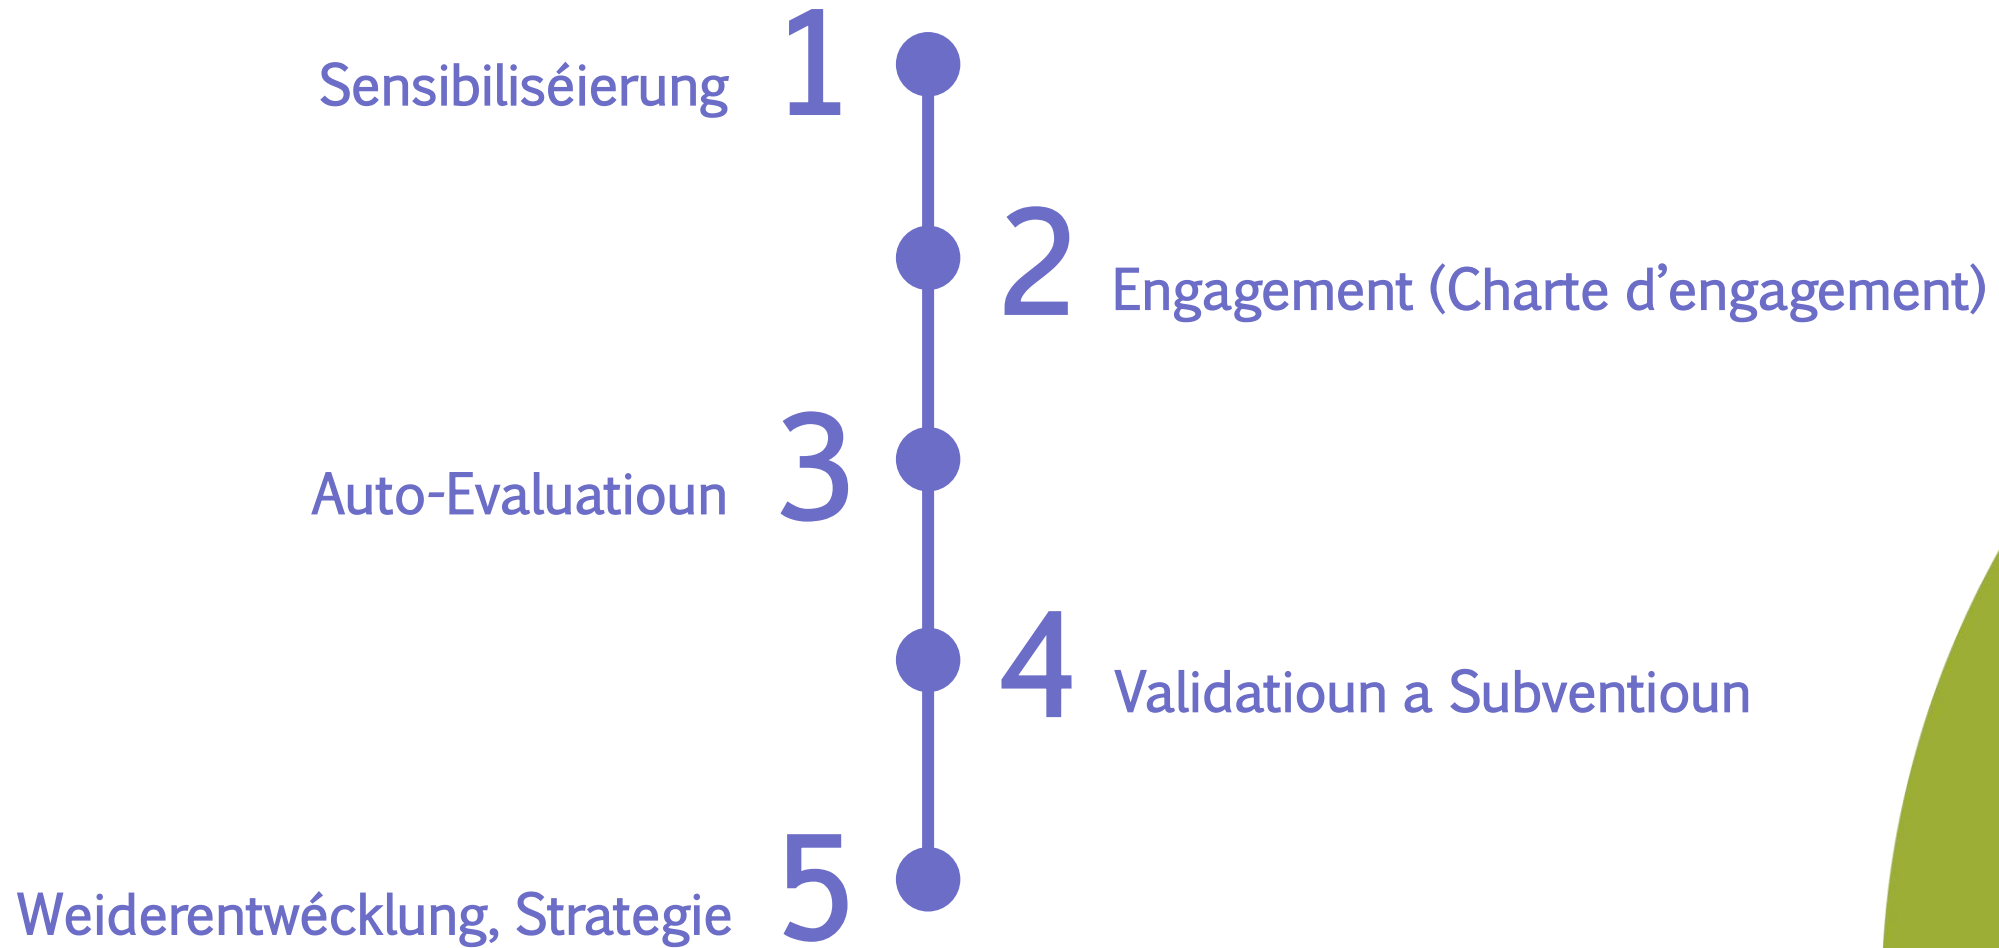 1
Sensibiliséierung
2
Engagement (Charte d’engagement)
3
Auto-Evaluatioun
4
Validatioun a Subventioun
5
Weiderentwécklung, Strategie